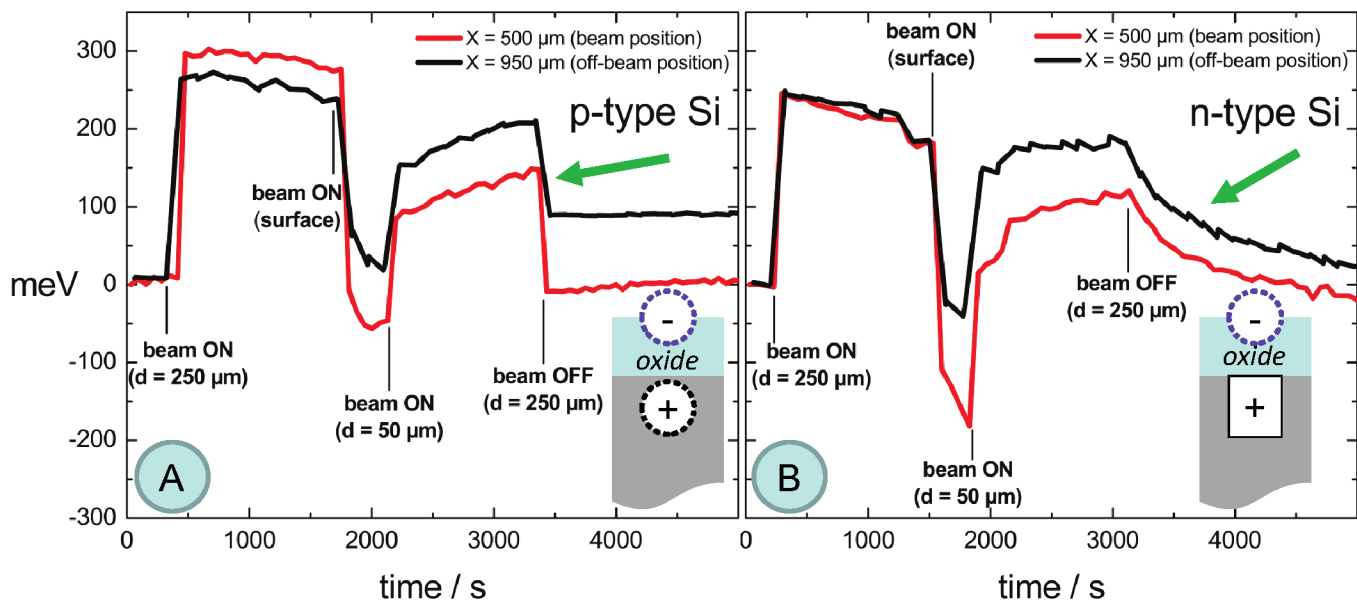 meV
300
200
100
0
-100
-200
-300
X = 500 µm (beam position)
X = 950 µm (off-beam position)
p-type Si
beam ON
(surface)
beam ON
(d = 250 µm)
beam ON
(d = 50 µm)
beam OFF
(d = 250 µm)
-
oxide
+
A
0
1000
2000
3000
4000
time / s
beam ON
(surface)
X = 500 µm (beam position)
X = 950 µm (off-beam position)
n-type Si
beam ON
(d = 250 µm)
beam ON
(d = 50 µm)
beam OFF
(d = 250 µm)
-
oxide
+
B
0
1000
2000
3000
4000
time / s